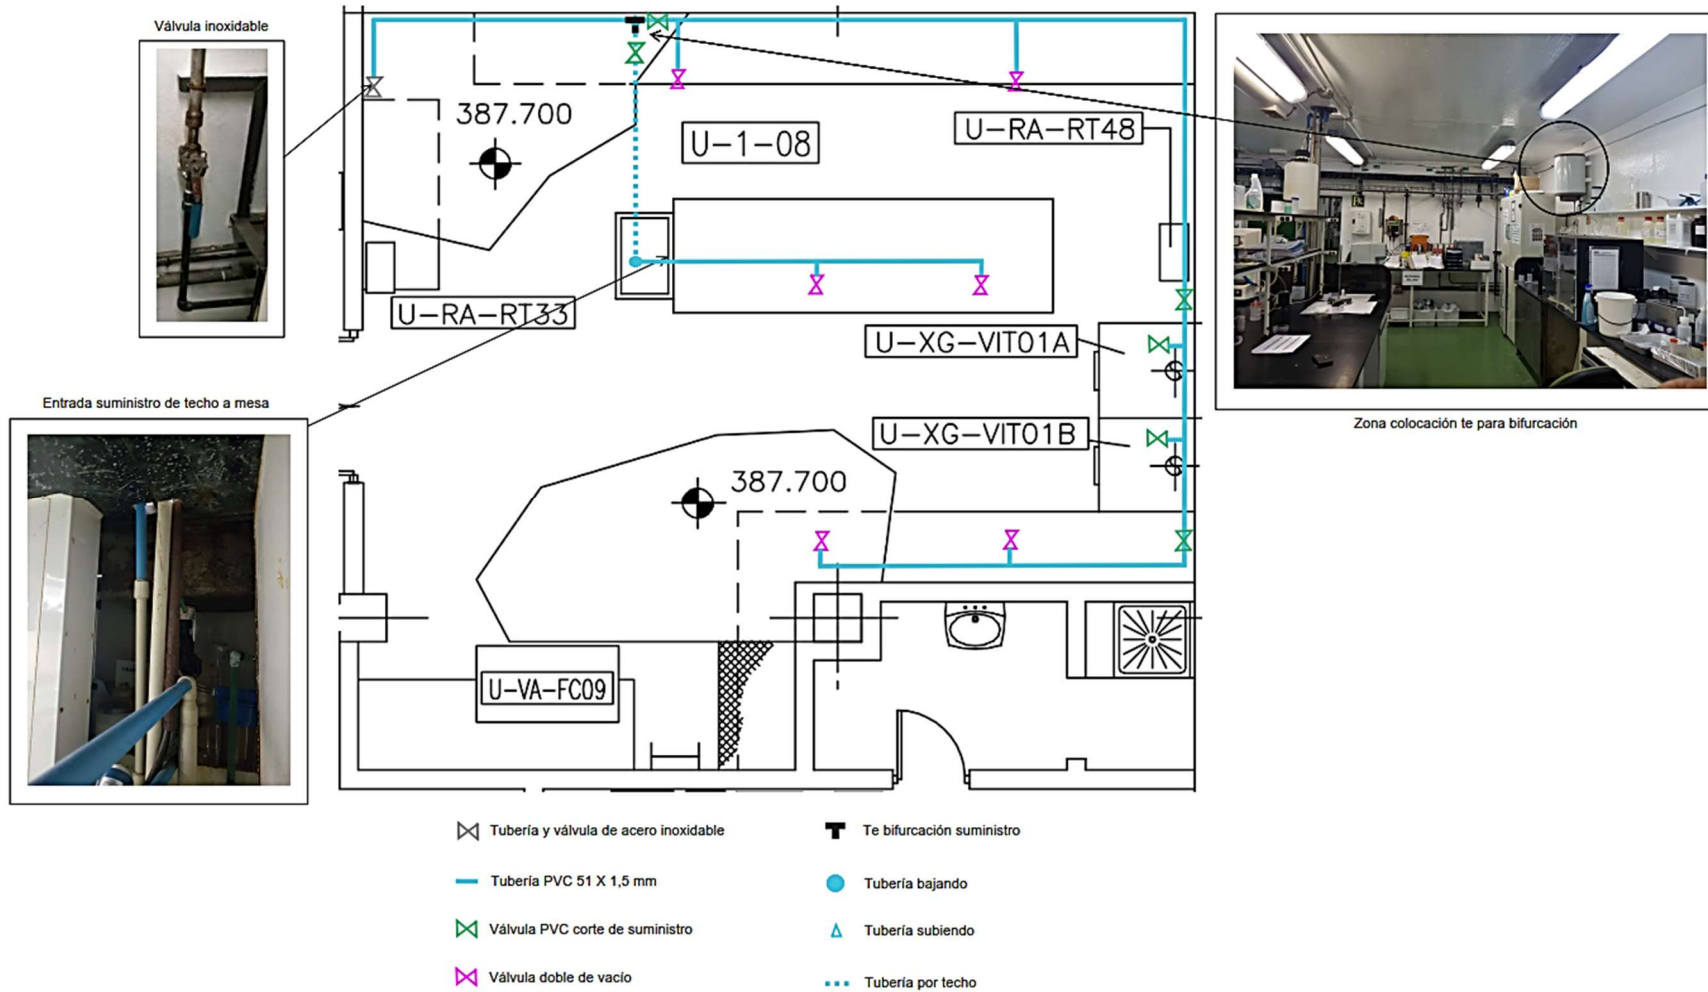 Válvula inoxidable
387.700
U-1-08
U-RA-RT48
U-RA-RT33
U-XG-VIT01A
Entrada suministro de techo a mesa
U-XG-VIT01B
Zona colocación te para bifurcación
387.700
U-VA-FC09
Tubería y válvula de acero inoxidable
Te bifurcación suministro
Tubería PVC 51 X 1,5 mm
Tubería bajando
Válvula PVC corte de suministro
Tubería subiendo
Válvula doble de vacío
Tubería por techo